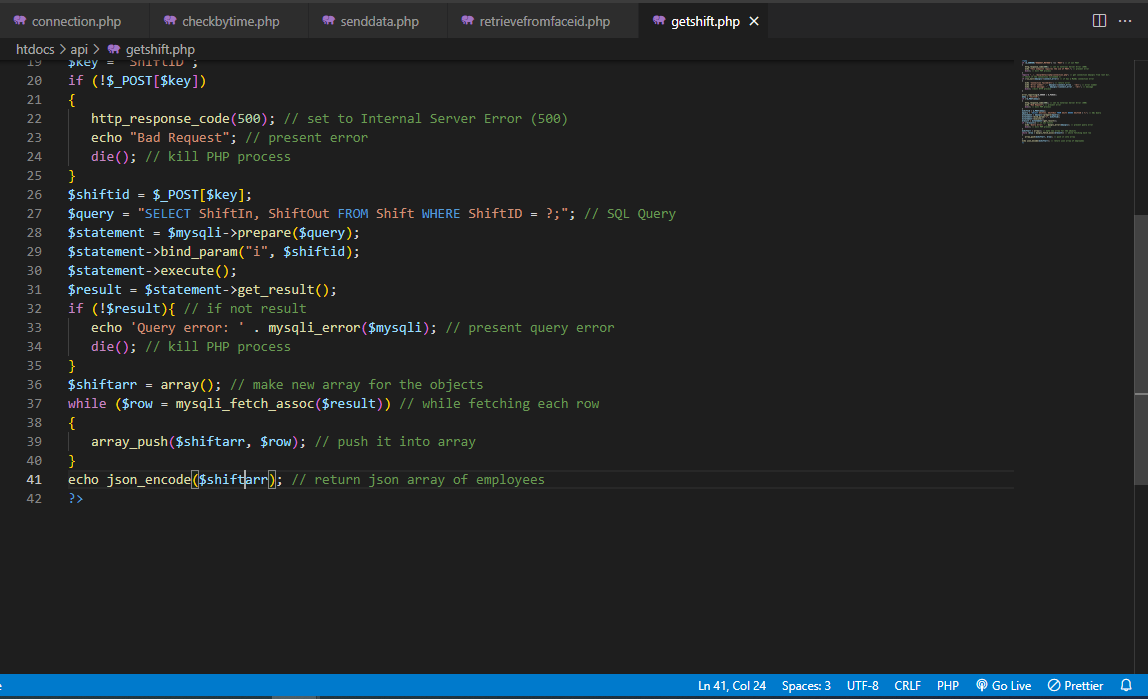 connection.php checkbytime.php senddata.php retrievefromfaceid.php getshift.php
htdocs > api > getshift.php
19 $key = "ShiftID";
20 if (!$_POST[$key])
21 {
22 http_response_code(500); // set to Internal Server Error (500)
23 echo "Bad Request"; // present error
24 die(); // kill PHP process
25 }
26 $shiftid = $_POST[$key];
27 $query = "SELECT ShiftIn, ShiftOut FROM Shift WHERE ShiftID = ?;"; // SQL Query
28 $statement = $mysqli->prepare($query);
29 $statement->bind_param("i", $shiftid);
30 $statement->execute();
31 $result = $statement->get_result();
32 if (!$result){ // if not result
33 echo 'Query error: ' . mysqli_error($mysqli); // present query error
34 die(); // kill PHP process
35 }
36 $shiftarr = array(); // make new array for the objects
37 while ($row = mysqli_fetch_assoc($result)) // while fetching each row
38 {
39 array_push($shiftarr, $row); // push it into array
40 }
41 echo json_encode($shiftarr); // return json array of employees
42 ?>
Ln 41, Col 24 Spaces: 3 UTF-8 CRLF PHP Go Live Prettier